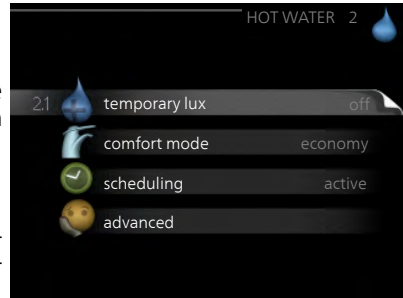 HOT WATER 2
2.1 temporary lux off
comfort mode economy
scheduling active
advanced